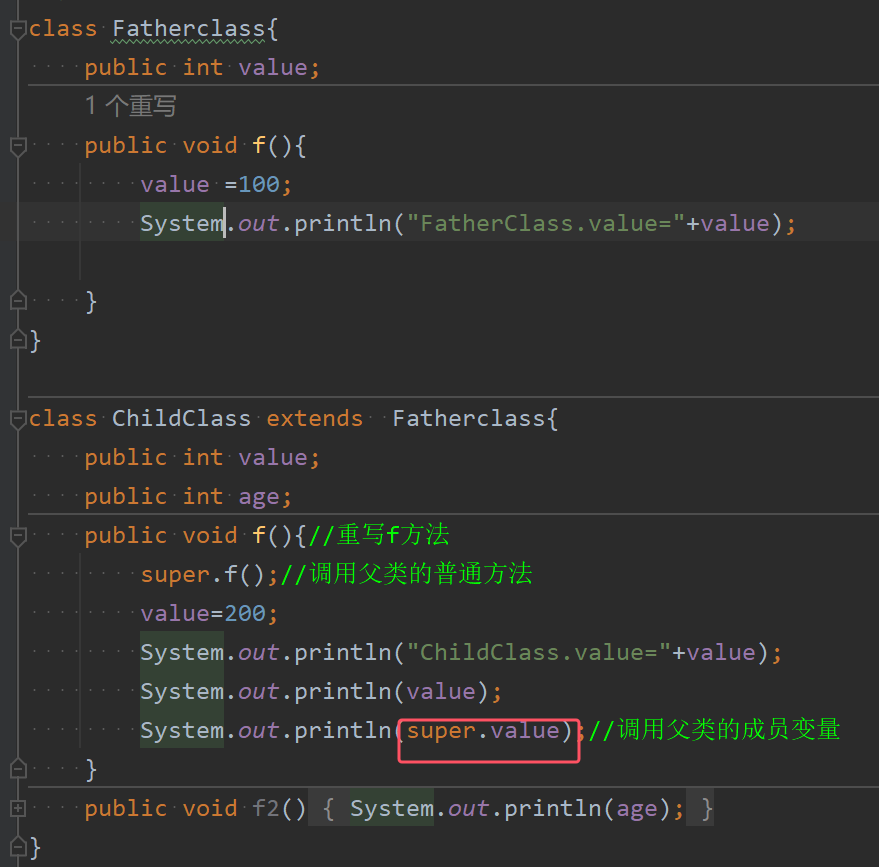 class Fatherclass{
public int value;
1 个重写
public void f(){
value =100;
System.out.println("FatherClass.value="+value);
}
}
class ChildClass extends Fatherclass{
public int value;
public int age;
public void f(){//重写f方法
super.f();//调用父类的普通方法
value=200;
System.out.println("ChildClass.value="+value);
System.out.println(value);
System.out.println(super.value);//调用父类的成员变量
}
public void f2() { System.out.println(age); }
}